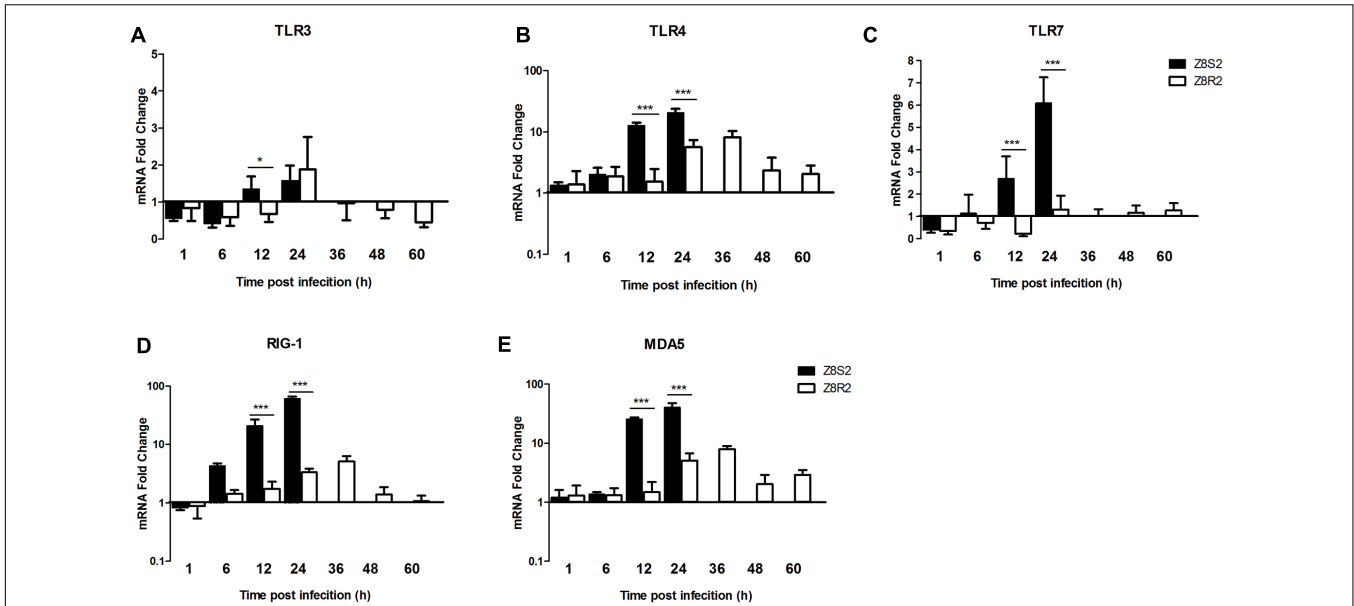 A
TLR3
mRNA Fold Change
5
4
3
2
1
0
*
1 6 12 24 36 48 60
Time post infecition (h)
B
TLR4
mRNA Fold Change
100
10
1
0.1
*** ***
1 6 12 24 36 48 60
Time post infecition (h)
C
TLR7
mRNA Fold Change
8
7
6
5
4
3
2
1
0
***
***
1 6 12 24 36 48 60
Time post infecition (h)
Z8S2
Z8R2
D
RIG-1
mRNA Fold Change
100
10
1
0.1
***
***
1 6 12 24 36 48 60
Time post infecition (h)
E
MDA5
mRNA Fold Change
100
10
1
0.1
***
***
1 6 12 24 36 48 60
Time post infecition (h)
Z8S2
Z8R2